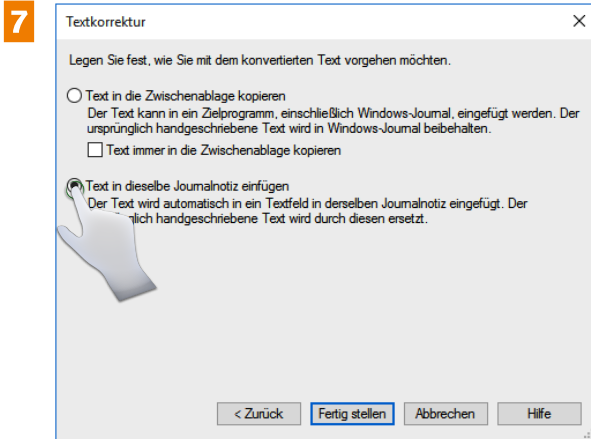 7
Textkorrektur
Legen Sie fest, wie Sie mit dem konvertierten Text vorgehen möchten.
Text in die Zwischenablage kopieren
Der Text kann in ein Zielprogramm, einschließlich Windows-Journal, eingefügt werden. Der
ursprünglich handgeschriebene Text wird in Windows-Journal beibehalten.
Text immer in die Zwischenablage kopieren
Text in dieselbe Journalnotiz einfügen
Der Text wird automatisch in ein Textfeld in derselben Journalnotiz eingefügt. Der
handgeschriebene Text wird durch diesen ersetzt.
< Zurück Fertig stellen Abbrechen Hilfe